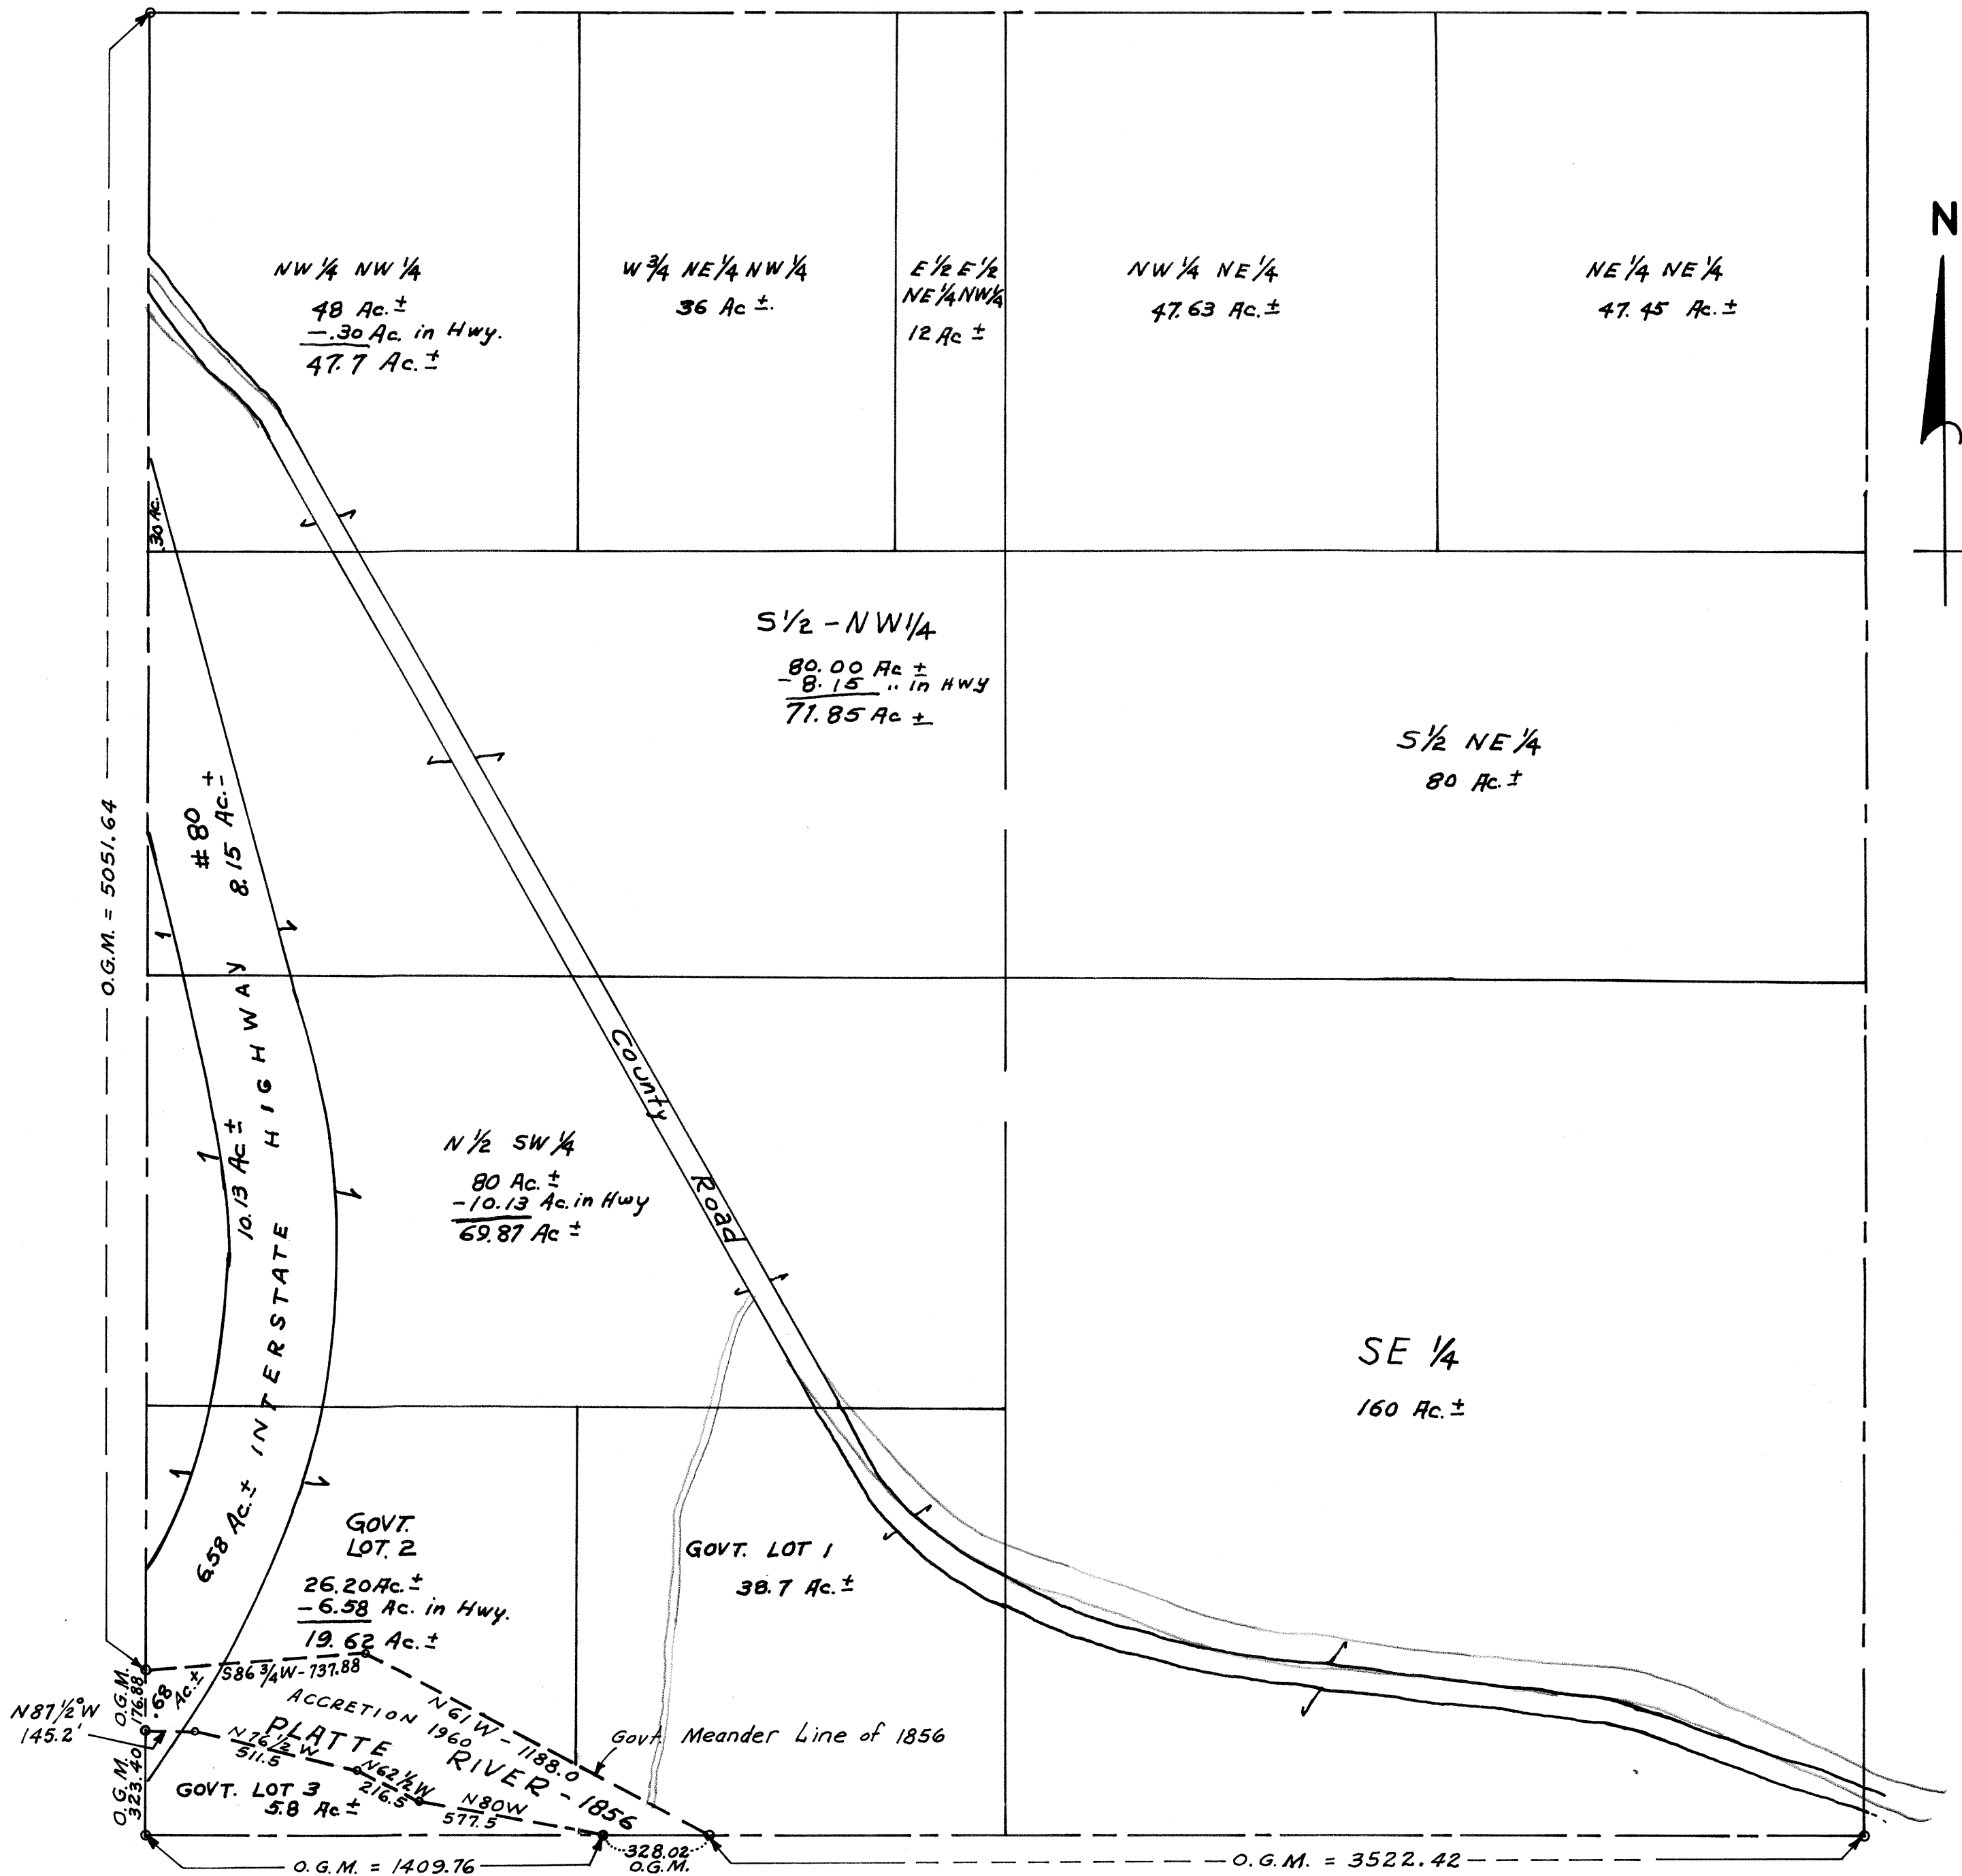 N
NW 1/4 NW 1/4
48 Ac. ±
-.30 Ac. in Hwy.
47.7 Ac. ±
W 3/4 NE 1/4 NW 1/4
36 Ac ±.
E 1/2 E 1/2
NE 1/4 NW 1/4
12 Ac ±
NW 1/4 NE 1/4
47.63 Ac. ±
NE 1/4 NE 1/4
47.45 Ac. ±
.30 Ac.
S 1/2 - NW 1/4
80.00 Ac ±
- 8.15 " in HWY
71.85 Ac ±
S 1/2 NE 1/4
80 Ac. ±
O.G.M. = 5051.64
# 80
8.15 Ac. ±
INTERSTATE HIGHWAY
10.13 Ac ±
County Road
N 1/2 SW 1/4
80 Ac. ±
-10.13 Ac. in Hwy
69.87 Ac ±
SE 1/4
160 Ac. ±
6.58 Ac. ±
GOVT.
LOT. 2
26.20 Ac. ±
-6.58 Ac. in Hwy.
19.62 Ac. ±
GOVT. LOT 1
38.7 Ac. ±
S86 3/4 W-737.88
.68 Ac. ±
O.G.M.
176.88
N87 1/2° W
145.2'
ACCRETION 1960
N61W - 1188.0
Govt. Meander Line of 1856
PLATTE RIVER - 1856
N76 1/2 W
511.5
N62 1/2 W
216.5
N80W
577.5
GOVT. LOT 3
5.8 Ac ±
O.G.M.
323.40
O.G.M. = 1409.76
328.02
O.G.M.
O.G.M. = 3522.42